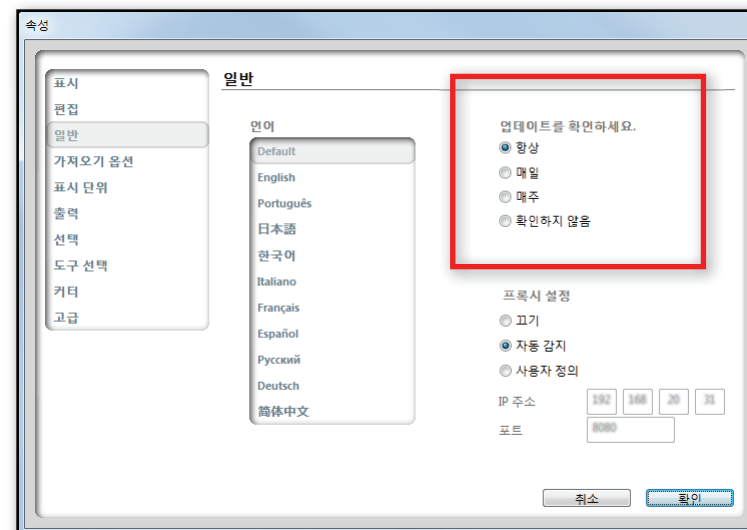 속성
표시
편집
일반
가져오기 옵션
표시 단위
출력
선택
도구 선택
커터
고급
일반
언어
Default
English
Português
日本語
한국어
Italiano
Français
Español
Русский
Deutsch
简体中文
업데이트를 확인하세요.
항상
매일
매주
확인하지 않음
프록시 설정
끄기
자동 감지
사용자 정의
IP 주소
192 168 20 31
포트
8080
취소 확인